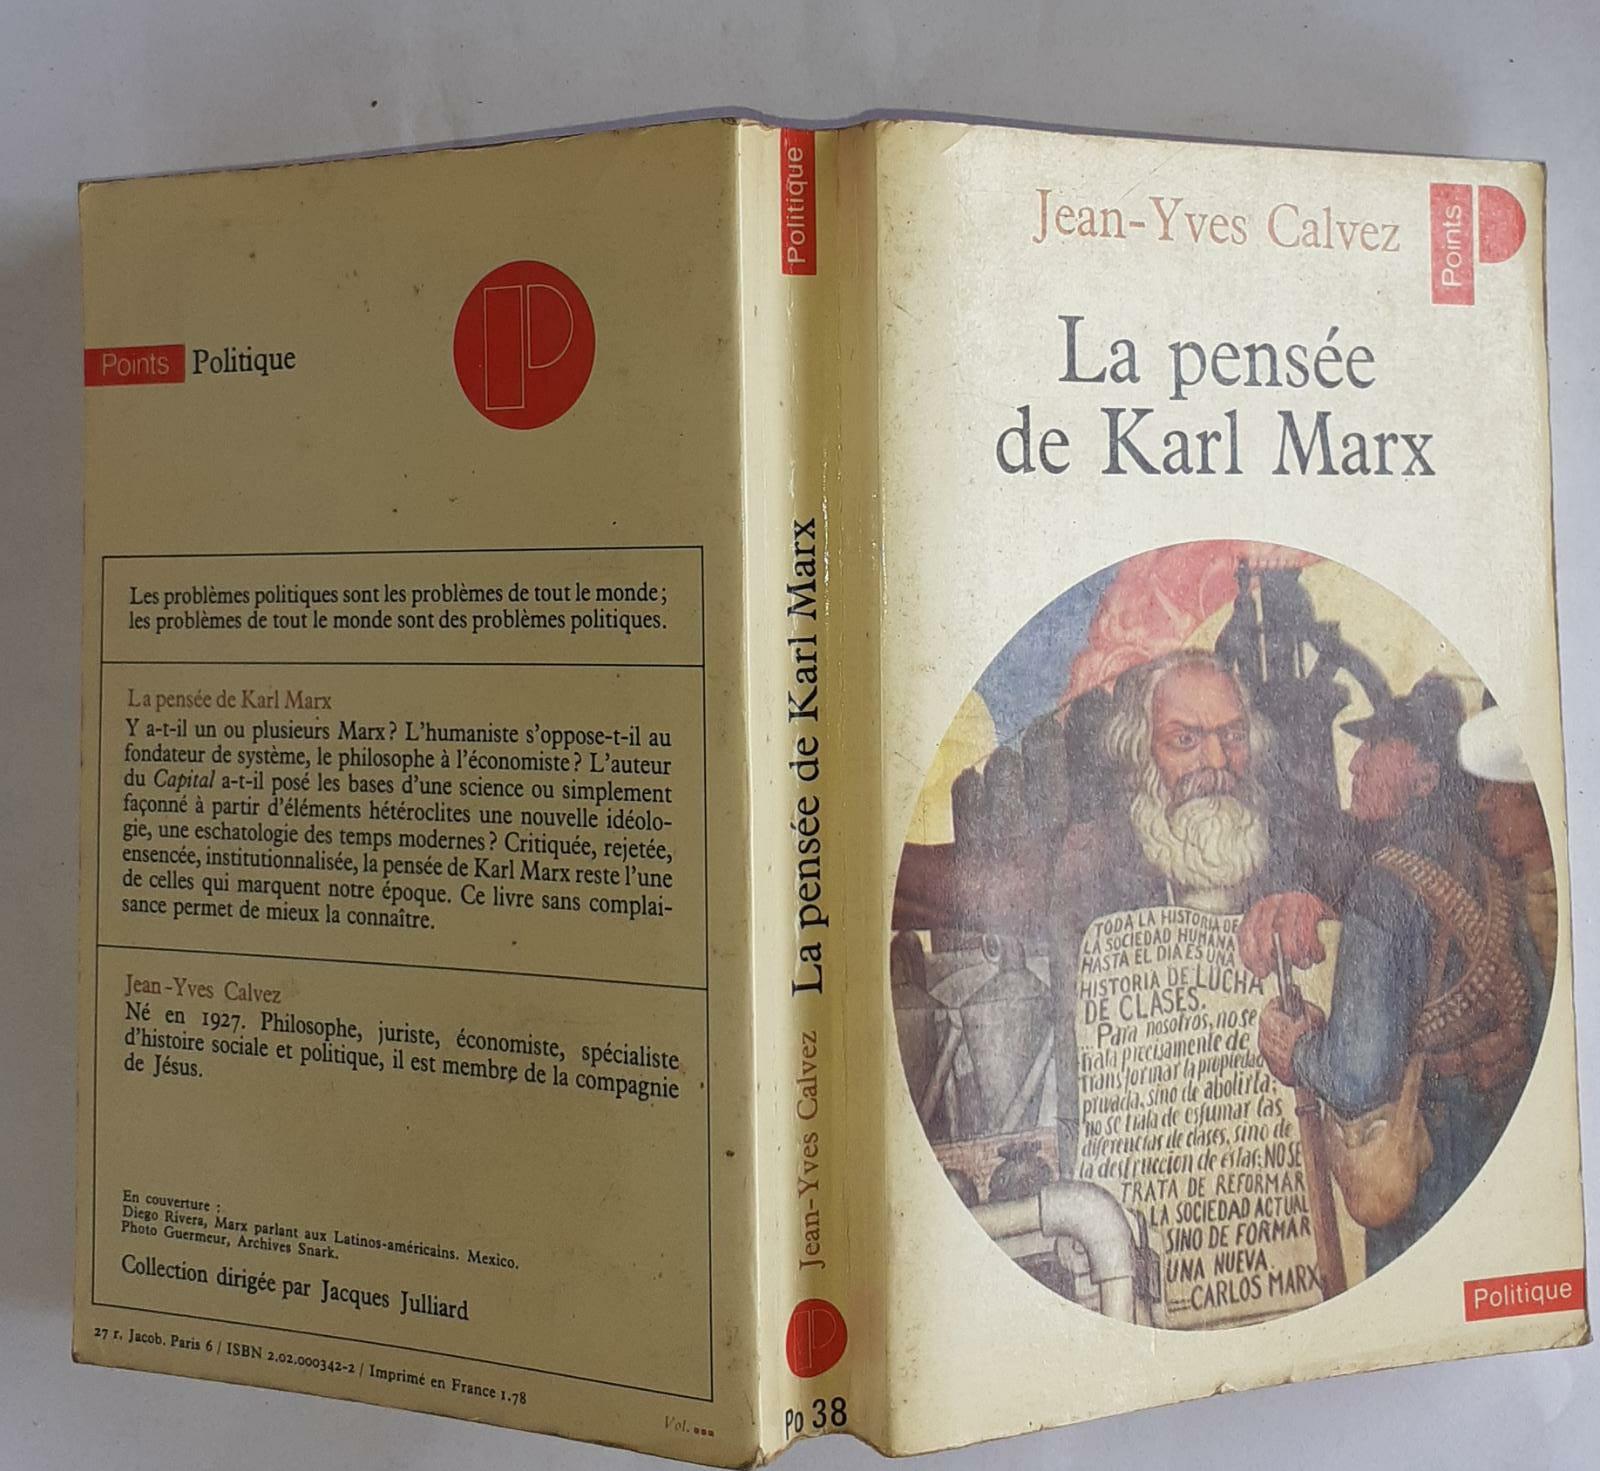 Points Politique
Les problèmes politiques sont les problèmes de tout le monde;
les problèmes de tout le monde sont des problèmes politiques.
La pensée de Karl Marx
Y a-t-il un ou plusieurs Marx? L'humaniste s'oppose-t-il au
fondateur de système, le philosophe à l'économiste? L'auteur
du Capital a-t-il posé les bases d'une science ou simplement
façonné à partir d'éléments hétéroclites une nouvelle idéolo-
gie, une eschatologie des temps modernes? Critiquée, rejetée,
ensencée, institutionnalisée, la pensée de Karl Marx reste l'une
de celles qui marquent notre époque. Ce livre sans complai-
sance permet de mieux la connaître.
Jean-Yves Calvez
Né en 1927. Philosophe, juriste, économiste, spécialiste
d'histoire sociale et politique, il est membre de la compagnie
de Jésus.
En couverture :
Diego Rivera, Marx parlant aux Latinos-américains. Mexico.
Photo Guermeur, Archives Snark.
Collection dirigée par Jacques Julliard
27 r. Jacob. Paris 6 / ISBN 2.02.000342-2 / Imprimé en France 1.78
Vol.
Politique
La pensée de Karl Marx
Jean-Yves Calvez
P
Po 38
Jean-Yves Calvez
Points
P
La pensée
de Karl Marx
TODA LA HISTORIA DE
LA SOCIEDAD HUMANA
HASTA EL DIA ES UNA
HISTORIA DE LUCHA
DE CLASES.
Para nosotros, no se
trata precisamente de
transformar la propiedad
privada, sino de abolirla;
no se trata de esfumar las
diferencias de clases, sino de
la destruccion de estas; NO SE
TRATA DE REFORMAR
LA SOCIEDAD ACTUAL
SINO DE FORMAR
UNA NUEVA.
CARLOS MARX
Politique